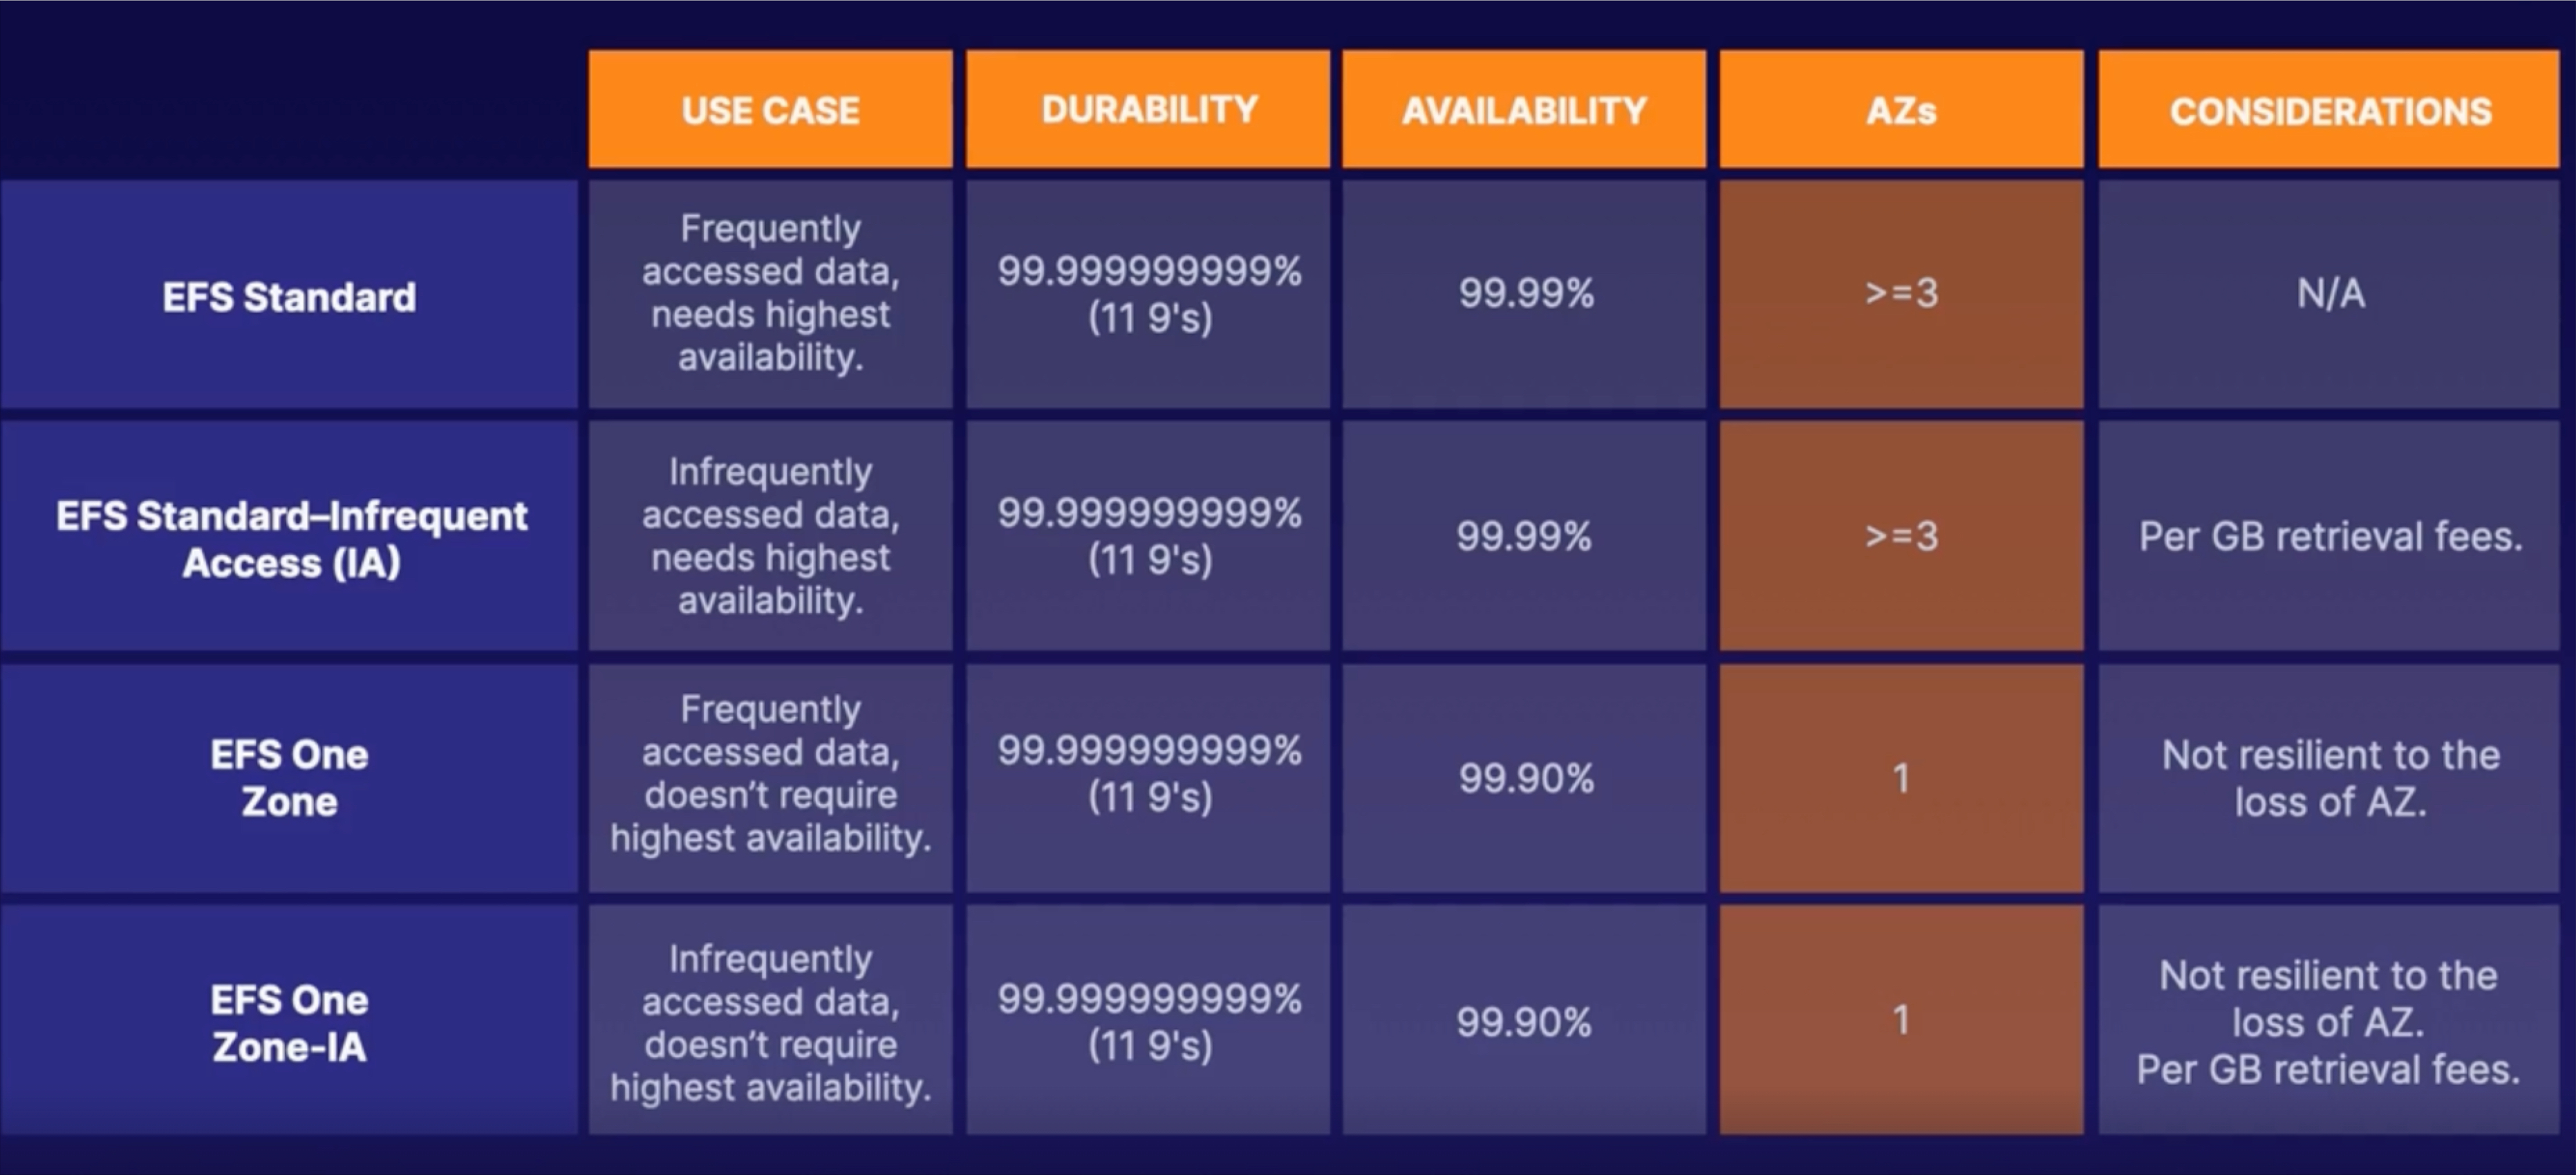 USE CASE
DURABILITY
AVAILABILITY
AZs
CONSIDERATIONS
EFS Standard
Frequently
accessed data,
needs highest
availability.
99.999999999%
(11 9's)
99.99%
>=3
N/A
EFS Standard–Infrequent
Access (IA)
Infrequently
accessed data,
needs highest
availability.
99.999999999%
(11 9's)
99.99%
>=3
Per GB retrieval fees.
EFS One
Zone
Frequently
accessed data,
doesn’t require
highest availability.
99.999999999%
(11 9's)
99.90%
1
Not resilient to the
loss of AZ.
EFS One
Zone-IA
Infrequently
accessed data,
doesn’t require
highest availability.
99.999999999%
(11 9's)
99.90%
1
Not resilient to the
loss of AZ.
Per GB retrieval fees.